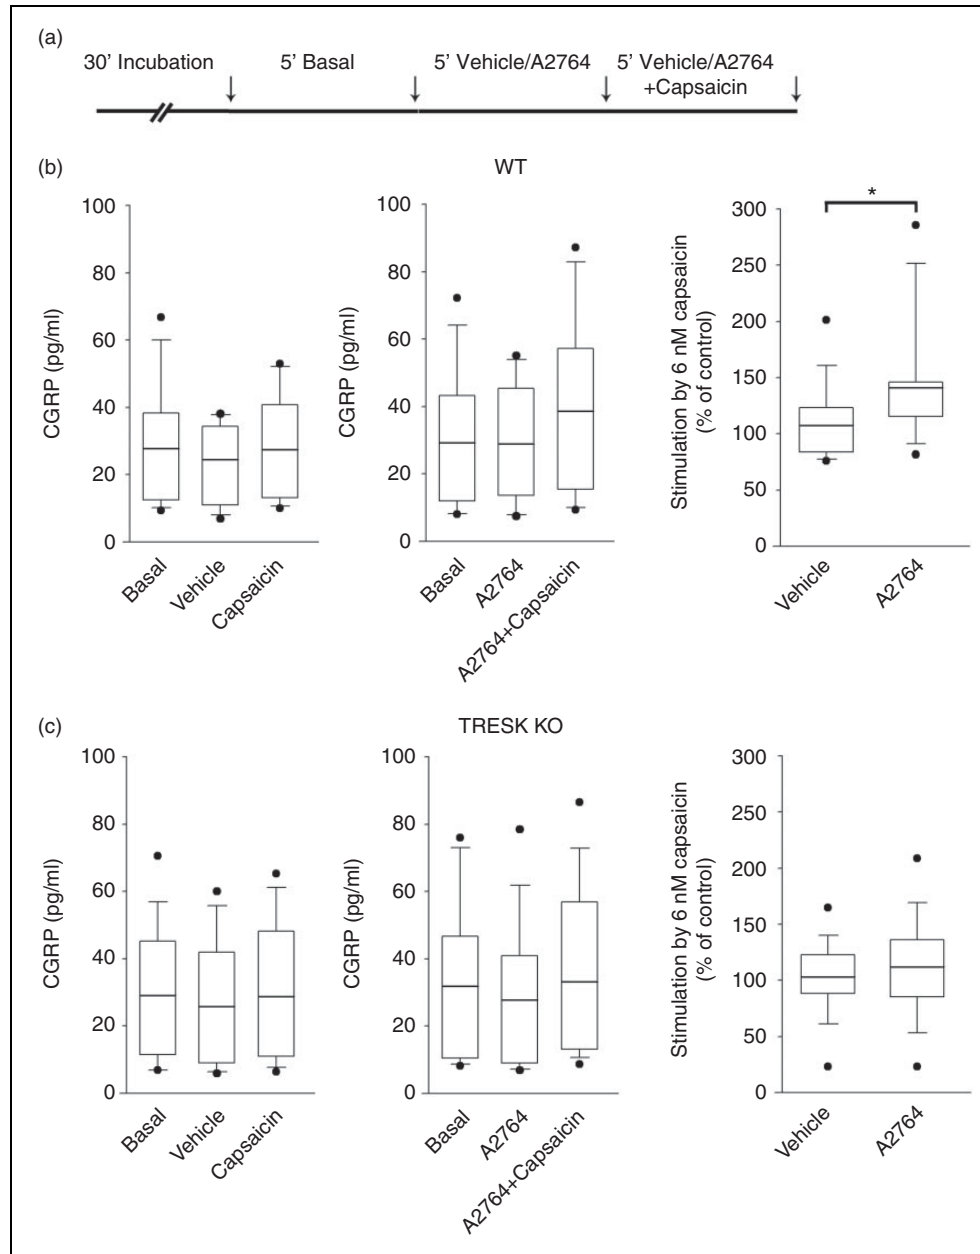 (a)
30' Incubation 5' Basal 5' Vehicle/A2764 5' Vehicle/A2764
+Capsaicin
(b)
WT
CGRP (pg/ml)
100
80
60
40
20
0
Basal
Vehicle
Capsaicin
CGRP (pg/ml)
100
80
60
40
20
0
Basal
A2764
A2764+Capsaicin
Stimulation by 6 nM capsaicin
(% of control)
300
250
200
150
100
50
0
*
Vehicle
A2764
(c)
TRESK KO
CGRP (pg/ml)
100
80
60
40
20
0
Basal
Vehicle
Capsaicin
CGRP (pg/ml)
100
80
60
40
20
0
Basal
A2764
A2764+Capsaicin
Stimulation by 6 nM capsaicin
(% of control)
300
250
200
150
100
50
0
Vehicle
A2764